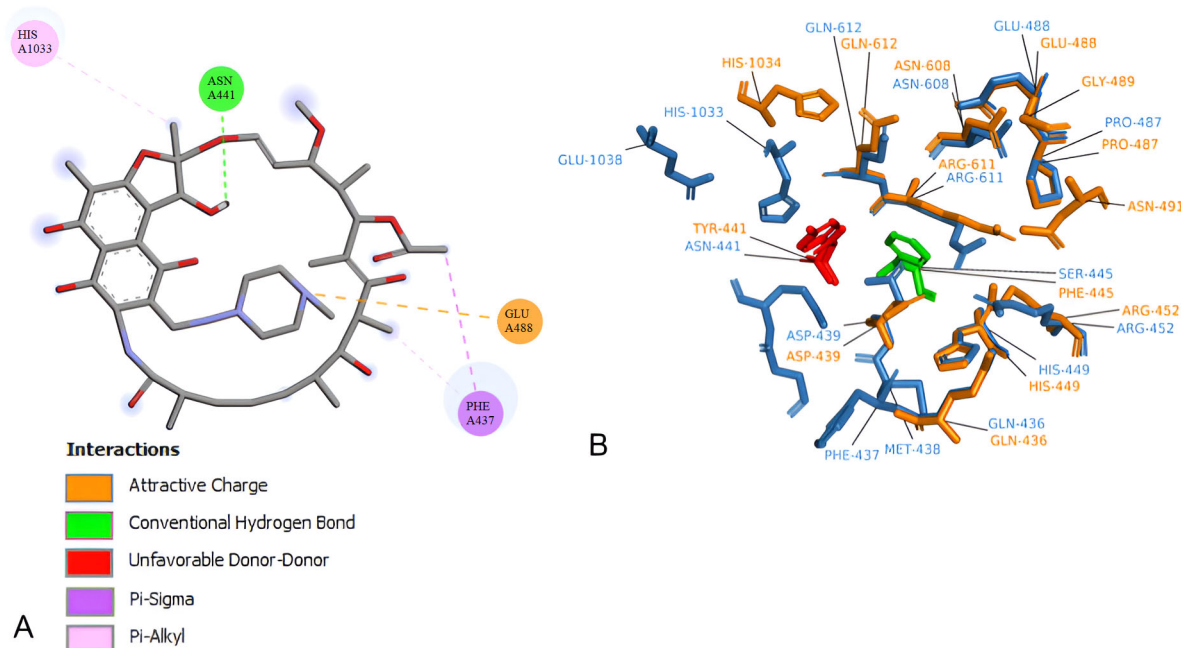 HIS
A1033
ASN
A441
GLU
A488
PHE
A437
Interactions
Attractive Charge
Conventional Hydrogen Bond
Unfavorable Donor-Donor
Pi-Sigma
Pi-Alkyl
A
GLN-612
GLN-612
GLU-488
GLU-488
HIS-1034
ASN-608
ASN-608
GLY-489
HIS-1033
PRO-487
PRO-487
GLU-1038
ARG-611
ARG-611
ASN-491
TYR-441
ASN-441
SER-445
PHE-445
ASP-439
ASP-439
ARG-452
ARG-452
HIS-449
HIS-449
GLN-436
GLN-436
PHE-437
MET-438
B